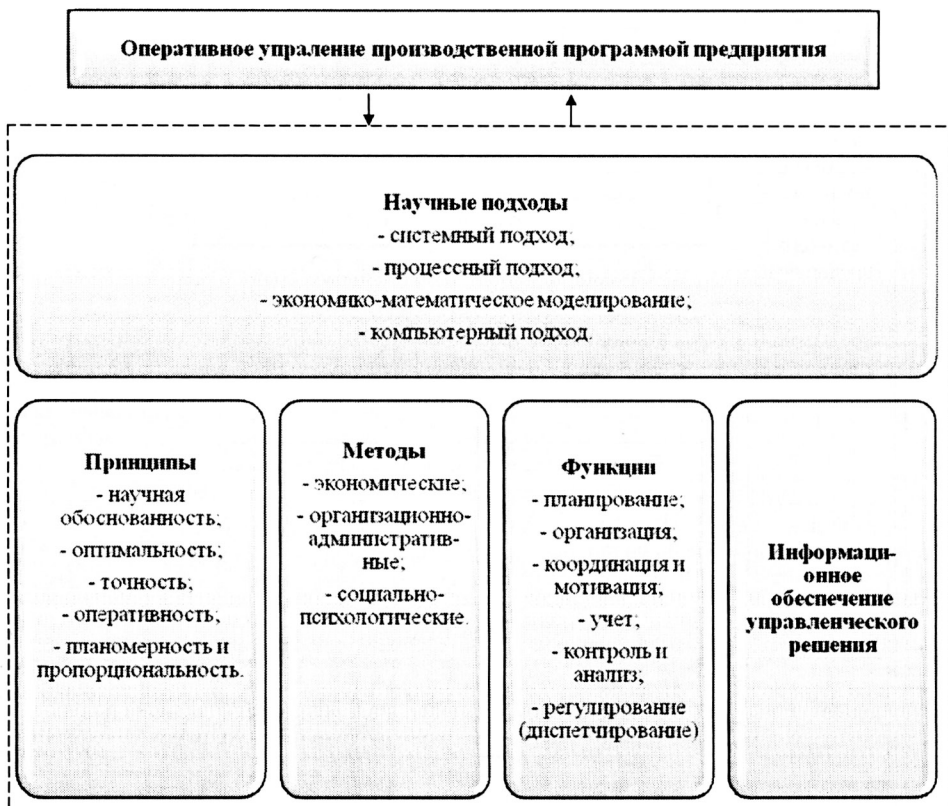 Оперативное упраление производственной программой предприятия
Научные подходы
- системный подход;
- процессный подход;
- экономико-математическое моделирование;
- компьютерный подход
Принципы
- научная
обоснованность;
- оптимальность;
- точность;
- оперативность;
- планомерность и
пропорциональность.
Методы
- экономические;
- организационно-
административ-
ные;
- социально-
психологические.
Функции
- планирование;
- организация;
- координация и
мотивация;
- учет;
- контроль и
анализ;
- регулирование
(диспетчирование)
Информаци-
онное
обеспечение
управленческого
решения